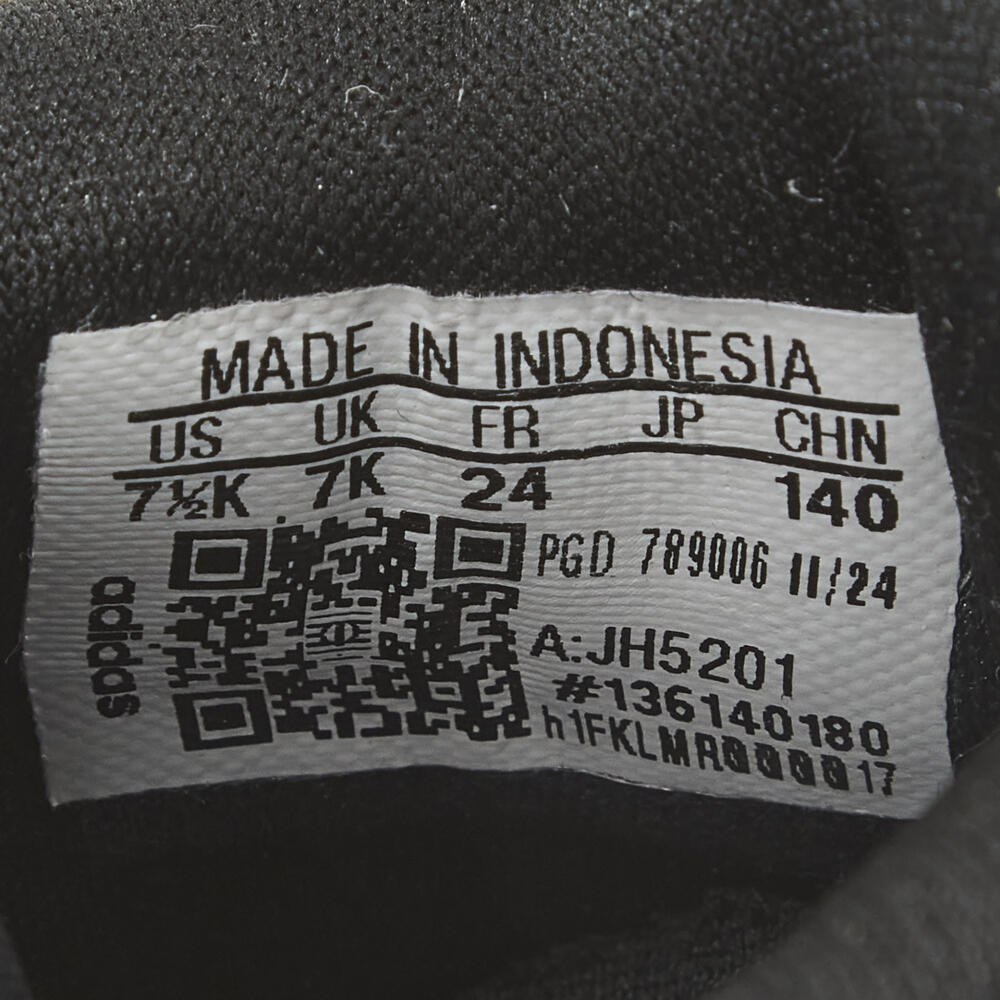 MADE IN INDONESIA
US UK FR JP CHN
7½K 7K 24 140
PGD 789006 11/24
A:JH5201
#136140180
adidas